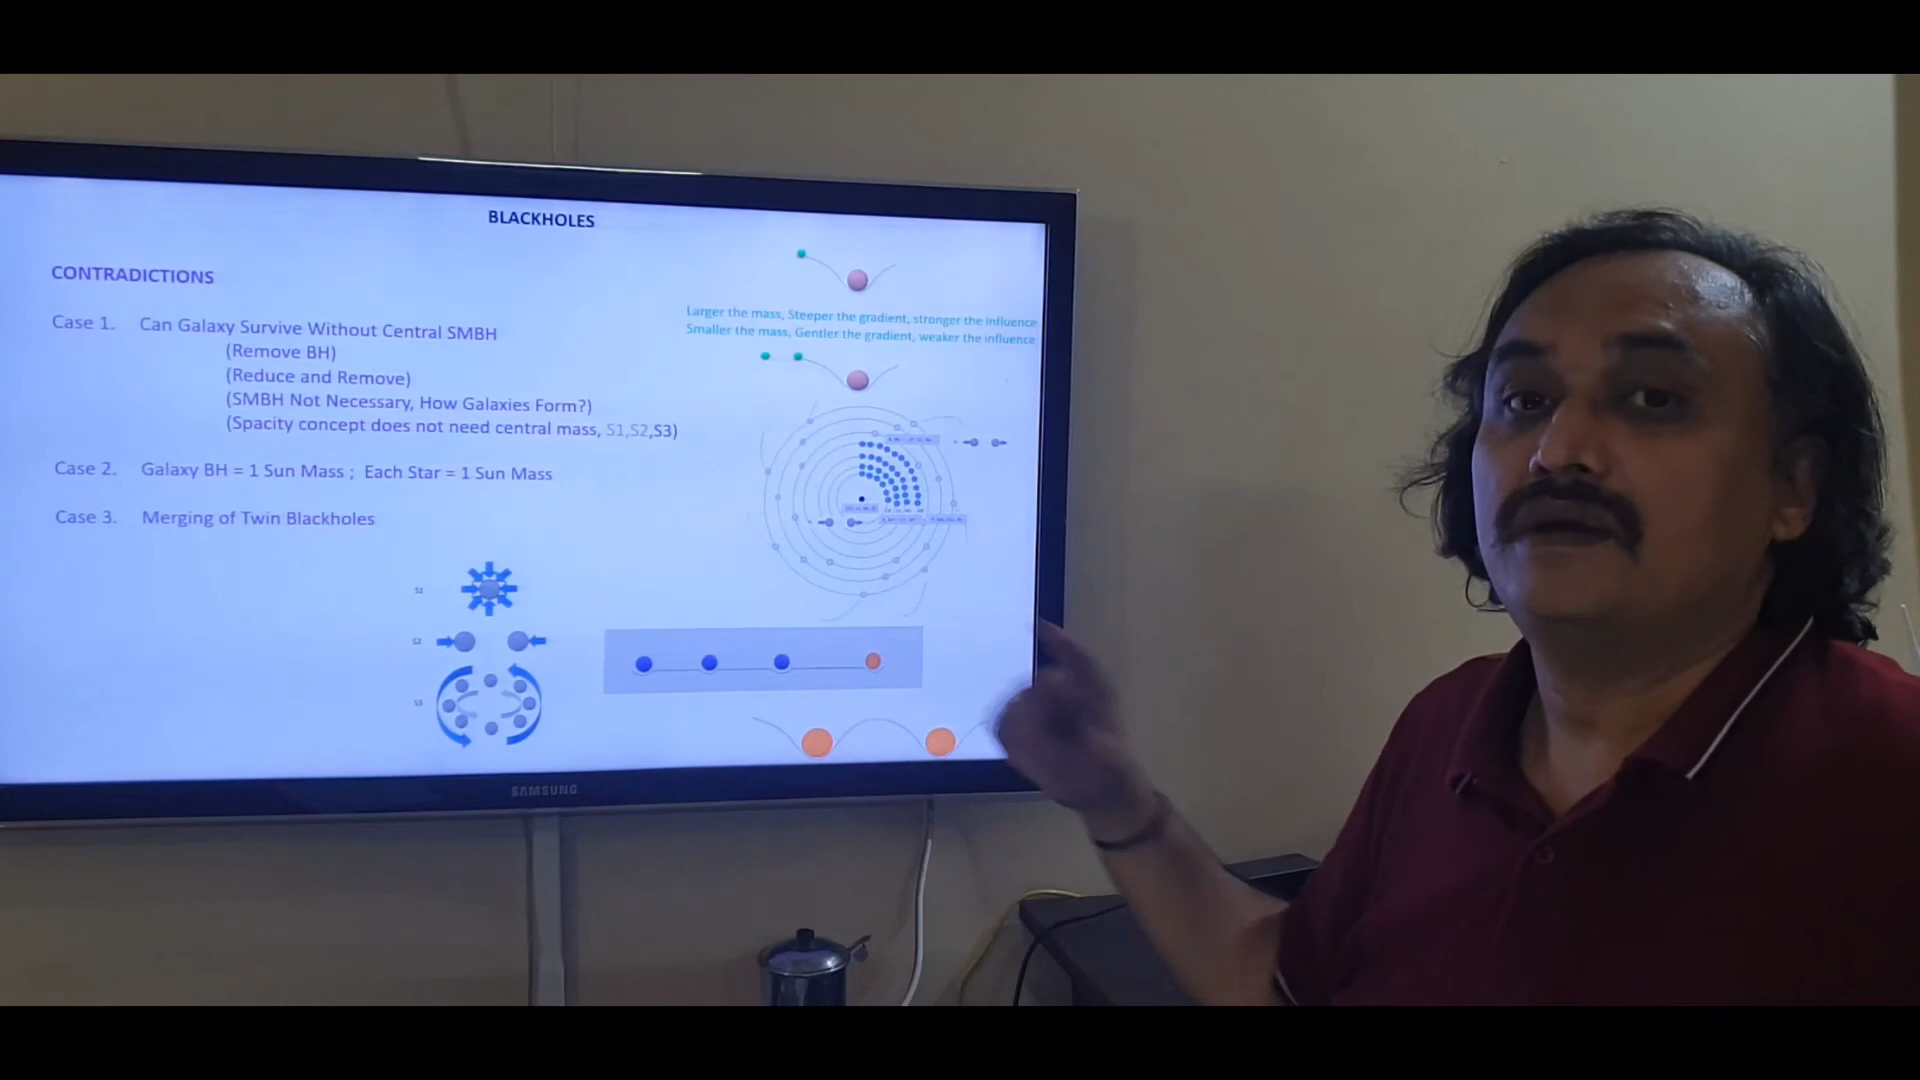 BLACKHOLES
CONTRADICTIONS
Case 1. Can Galaxy Survive Without Central SMBH
(Remove BH)
(Reduce and Remove)
(SMBH Not Necessary, How Galaxies Form?)
(Spacity concept does not need central mass, S1,S2,S3)
Case 2. Galaxy BH = 1 Sun Mass ; Each Star = 1 Sun Mass
Case 3. Merging of Twin Blackholes
Larger the mass, Steeper the gradient, stronger the influence
Smaller the mass, Gentler the gradient, weaker the influence
S1
S2
S3
SAMSUNG